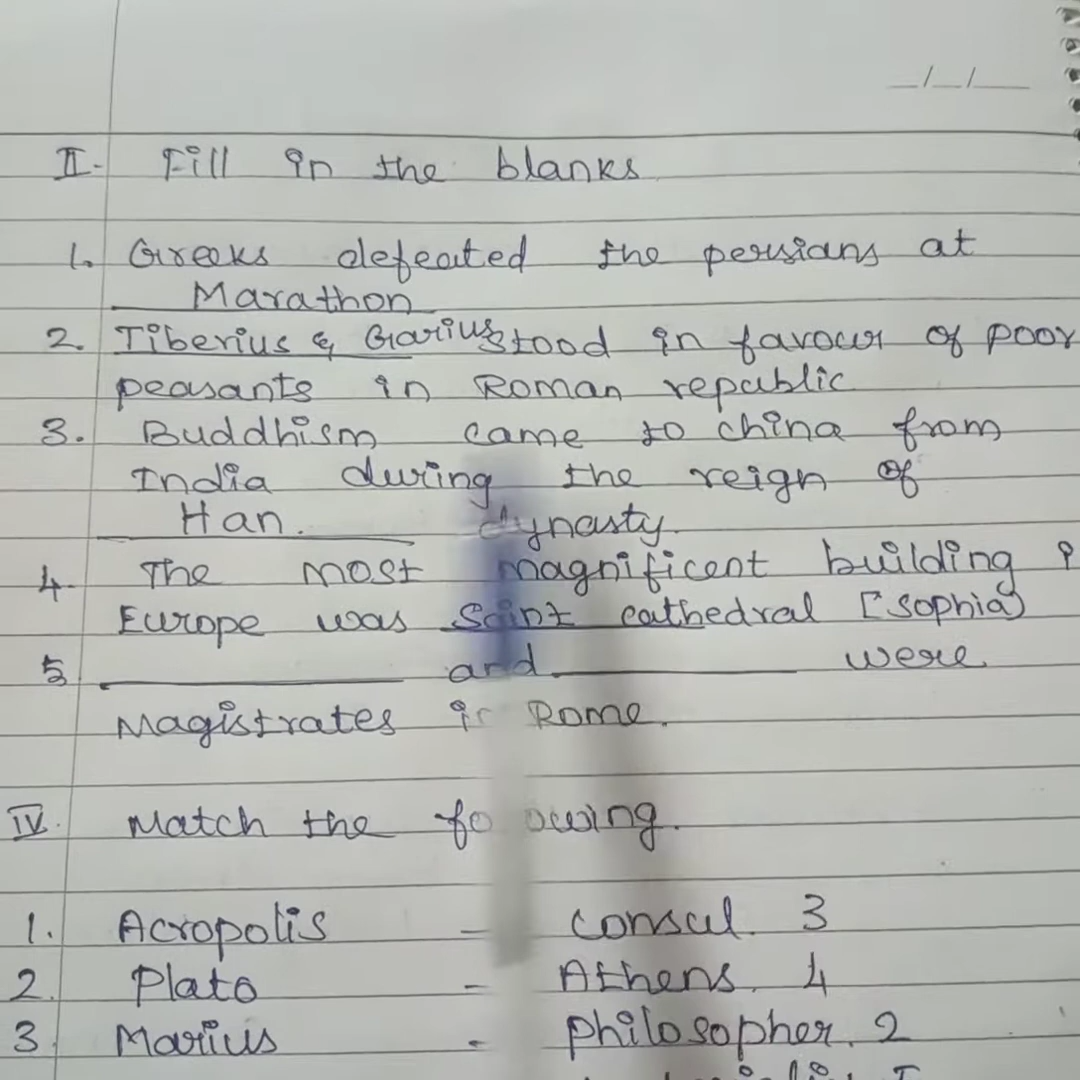 _/_/__
II. Fill in the blanks
1. Greeks defeated the persians at
Marathon
2. Tiberius & Garius stood in favour of poor
peasants in Roman republic
3. Buddhism came to china from
India during the reign of
Han. dynasty.
4. The most magnificent building
Europe was Saint cathedral [sophia)
5 ________ and ________ were
Magistrates in Rome.
IV. Match the following.
1. Acropolis - consul. 3
2. Plato - Athens. 4
3 Marius - philosopher. 2